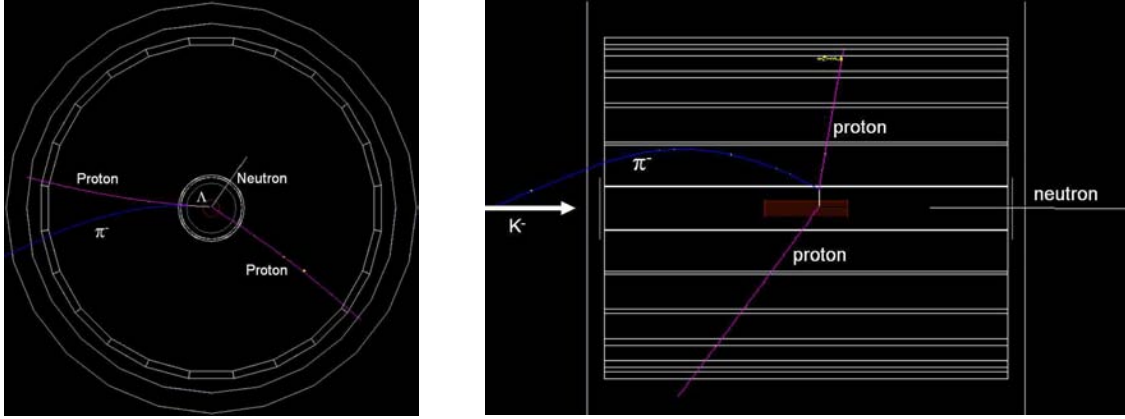 Proton
Neutron
Λ
π-
Proton
proton
π-
neutron
K-
proton